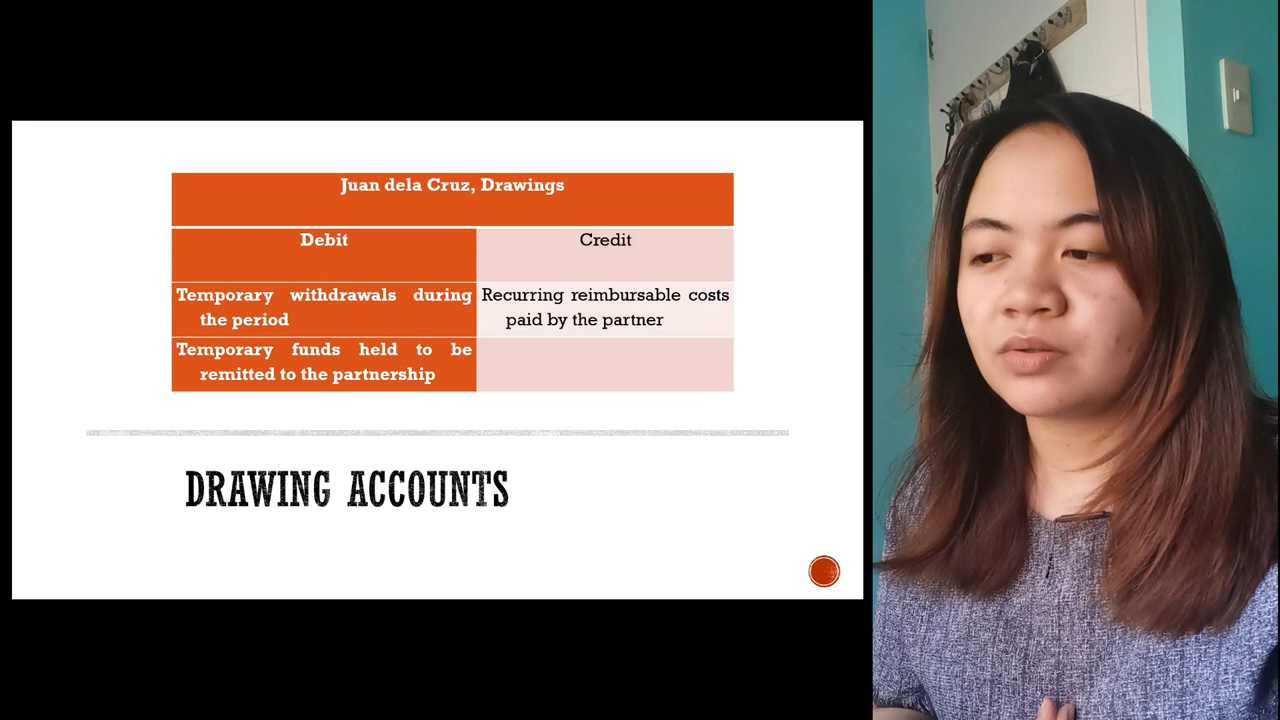 Juan dela Cruz, Drawings
Debit
Credit
Temporary withdrawals during
the period
Recurring reimbursable costs
paid by the partner
Temporary funds held to be
remitted to the partnership
DRAWING ACCOUNTS